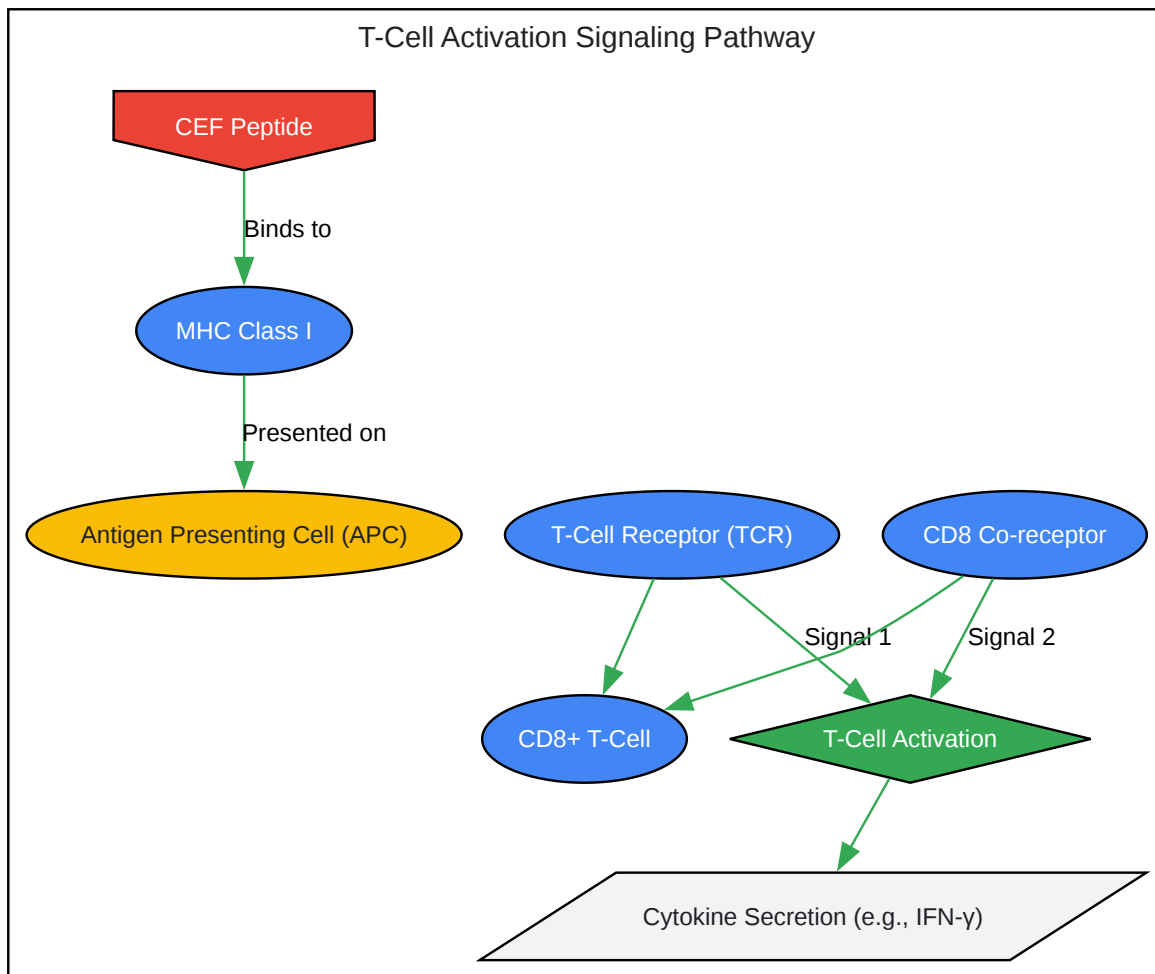 T-Cell Activation Signaling Pathway
CEF Peptide
Binds to
MHC Class I
Presented on
Antigen Presenting Cell (APC)
T-Cell Receptor (TCR)
CD8 Co-receptor
Signal 1
Signal 2
CD8+ T-Cell
T-Cell Activation
Cytokine Secretion (e.g., IFN-γ)